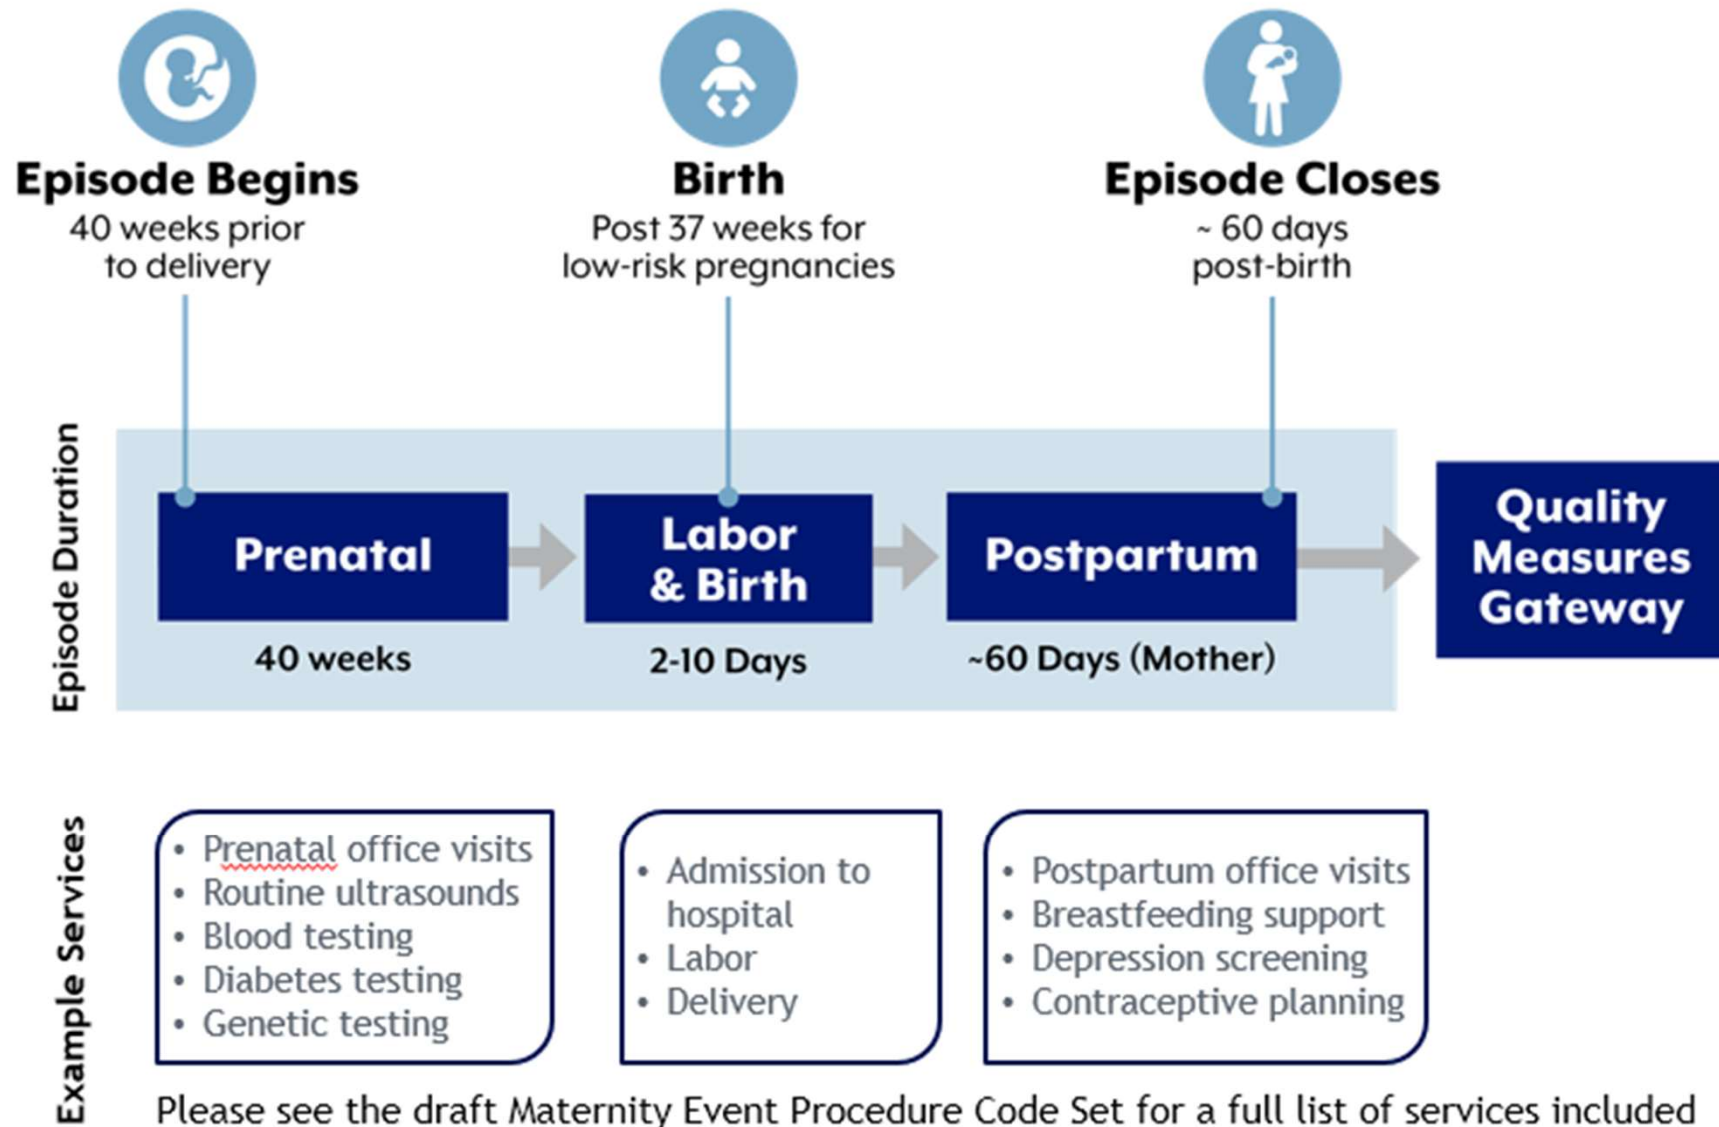 Episode Begins
40 weeks prior
to delivery
Birth
Post 37 weeks for
low-risk pregnancies
Episode Closes
~ 60 days
post-birth
Episode Duration
Prenatal
40 weeks
Labor
& Birth
2-10 Days
Postpartum
~60 Days (Mother)
Quality
Measures
Gateway
Example Services
• Prenatal office visits
• Routine ultrasounds
• Blood testing
• Diabetes testing
• Genetic testing
• Admission to
hospital
• Labor
• Delivery
• Postpartum office visits
• Breastfeeding support
• Depression screening
• Contraceptive planning
Please see the draft Maternity Event Procedure Code Set for a full list of services included